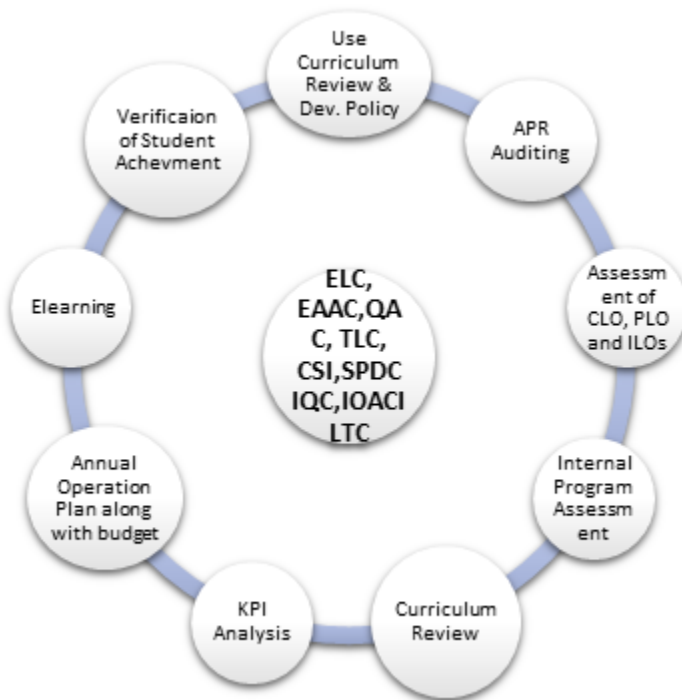 Use
Curriculum
Review &
Dev. Policy
APR
Auditing
Assessm
ent of
CLO, PLO
and ILOs
Internal
Program
Assessm
ent
Curriculum
Review
KPI
Analysis
Annual
Operation
Plan along
with budget
Elearning
Verificaion
of Student
Achevment
ELC,
EAAC,QA
C, TLC,
CSI,SPDC
IQC,IOACI
LTC